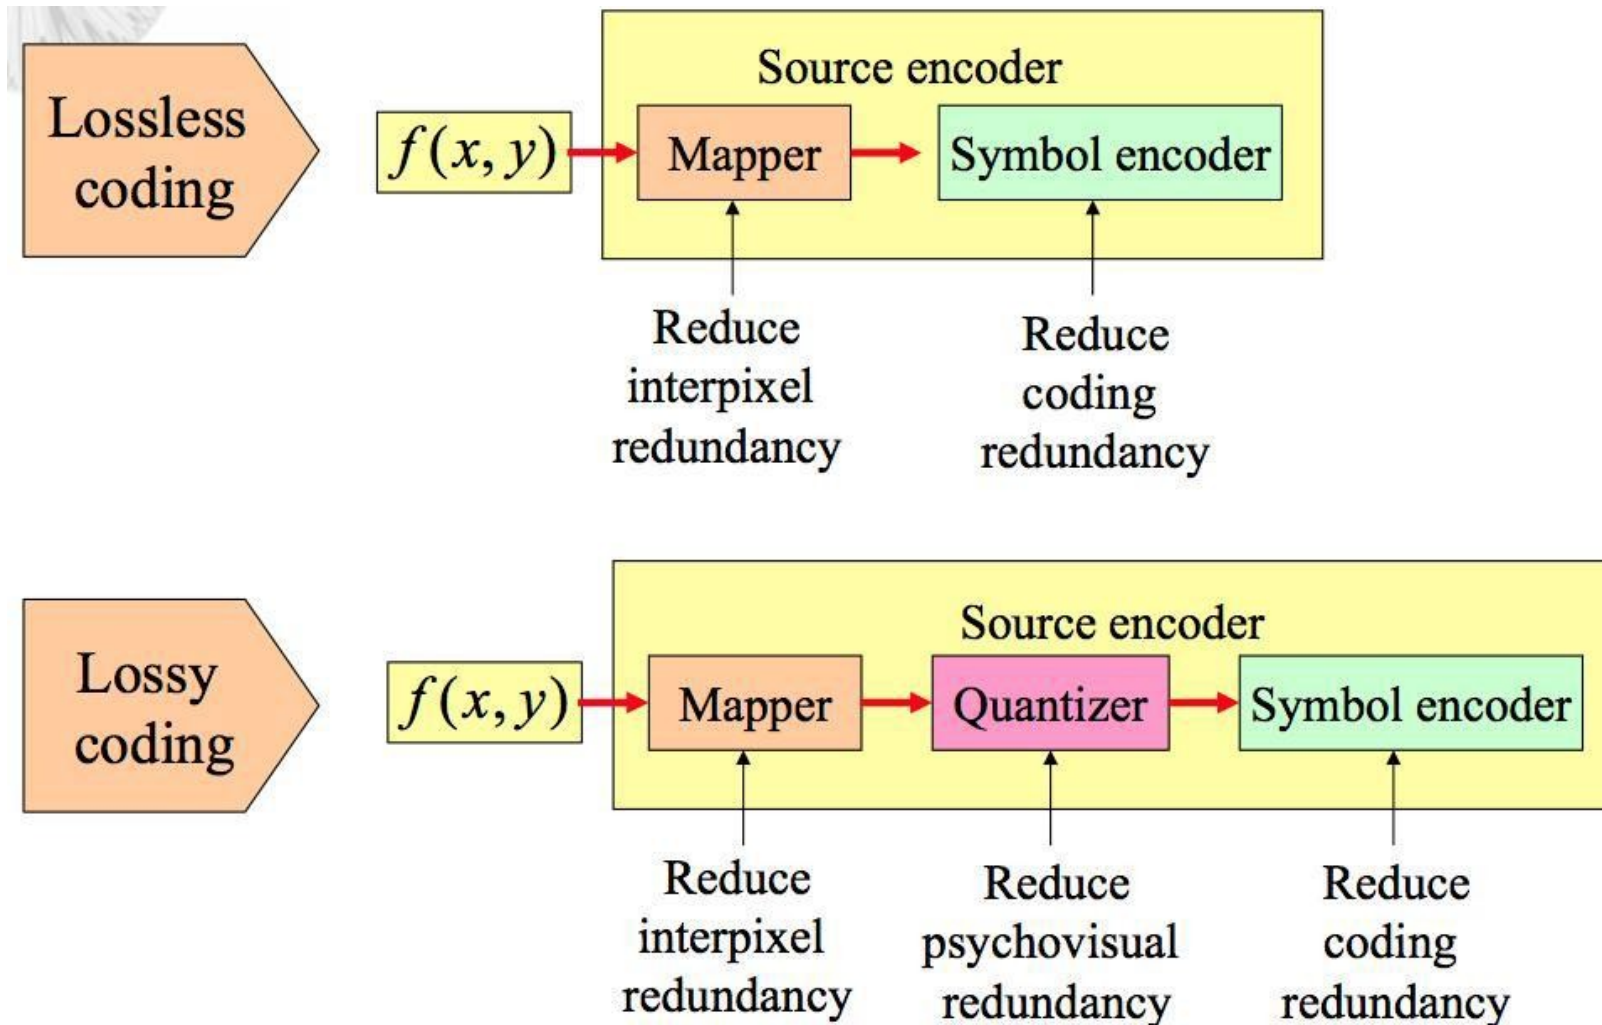 Lossless
coding
f(x, y)
Source encoder
Mapper
Symbol encoder
Reduce
interpixel
redundancy
Reduce
coding
redundancy
Lossy
coding
f(x, y)
Source encoder
Mapper
Quantizer
Symbol encoder
Reduce
interpixel
redundancy
Reduce
psychovisual
redundancy
Reduce
coding
redundancy